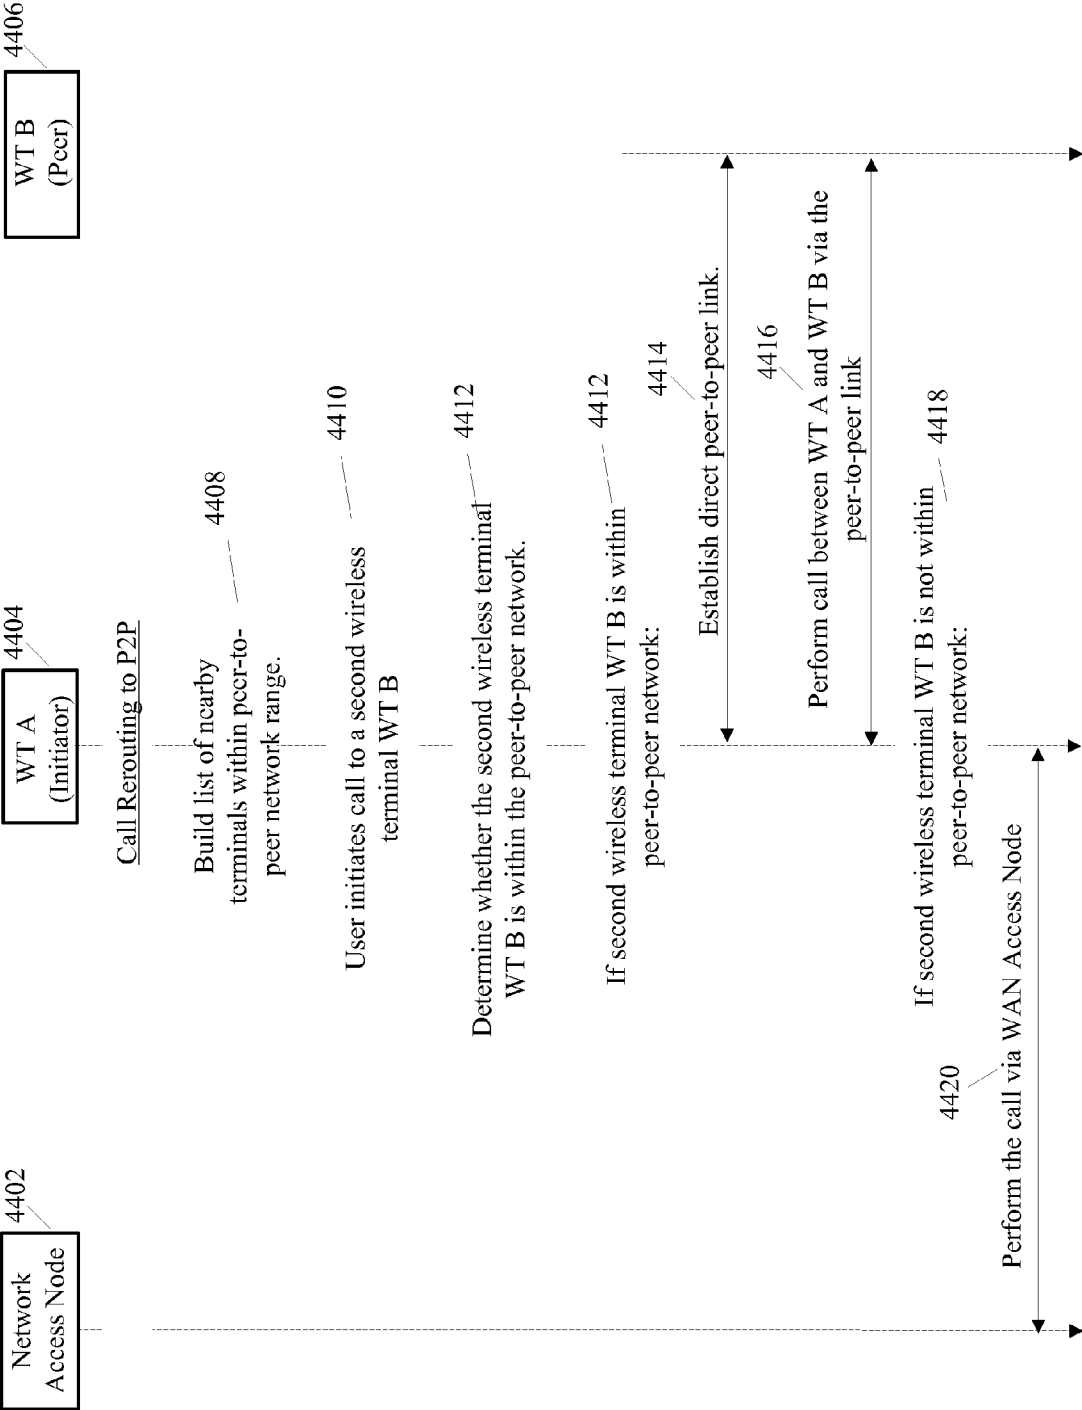 4402
Network
Access Node
4404
WT A
(Initiator)
4406
WT B
(Peer)
Call Rerouting to P2P
4408
Build list of nearby
terminals within peer-to-
peer network range.
4410
User initiates call to a second wireless
terminal WT B
4412
Determine whether the second wireless terminal
WT B is within the peer-to-peer network.
4412
If second wireless terminal WT B is within
peer-to-peer network:
4414
Establish direct peer-to-peer link.
4416
Perform call between WT A and WT B via the
peer-to-peer link
4418
If second wireless terminal WT B is not within
peer-to-peer network:
4420
Perform the call via WAN Access Node